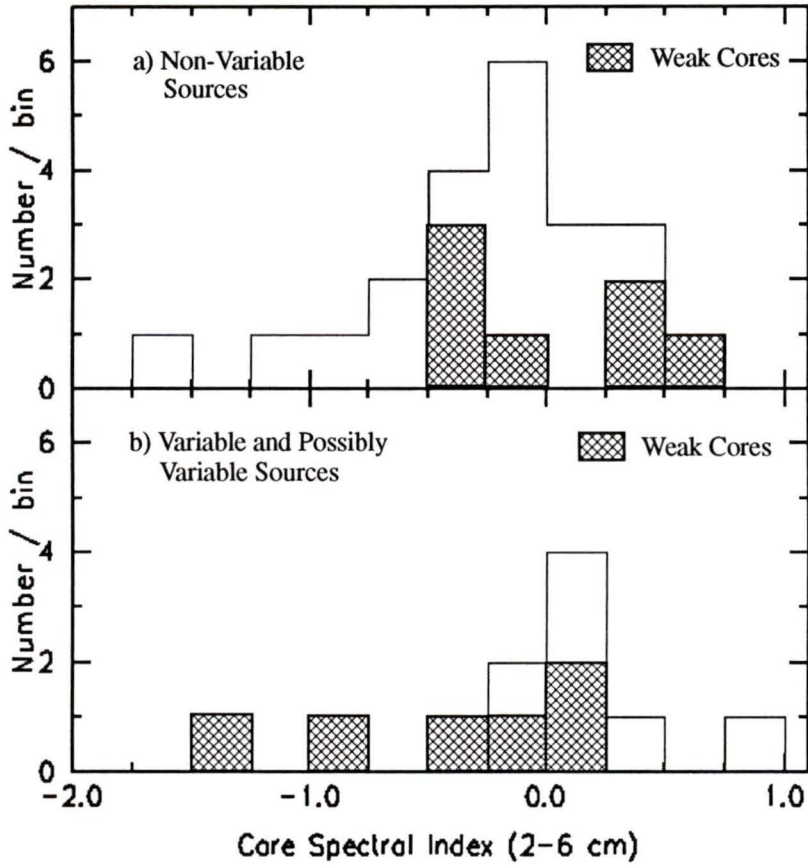 6
4
2
0
Number / bin
a) Non-Variable
Sources
Weak Cores
6
4
2
0
Number / bin
b) Variable and Possibly
Variable Sources
Weak Cores
-2.0 -1.0 0.0 1.0
Core Spectral Index (2-6 cm)